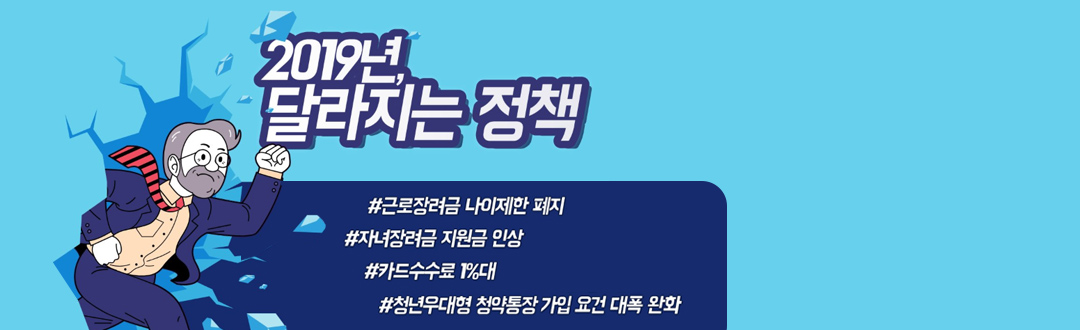 2019년,
달라지는 정책
#근로장려금 나이제한 폐지
#자녀장려금 지원금 인상
#카드수수료 1%대
#청년우대형 청약통장 가입 요건 대폭 완화